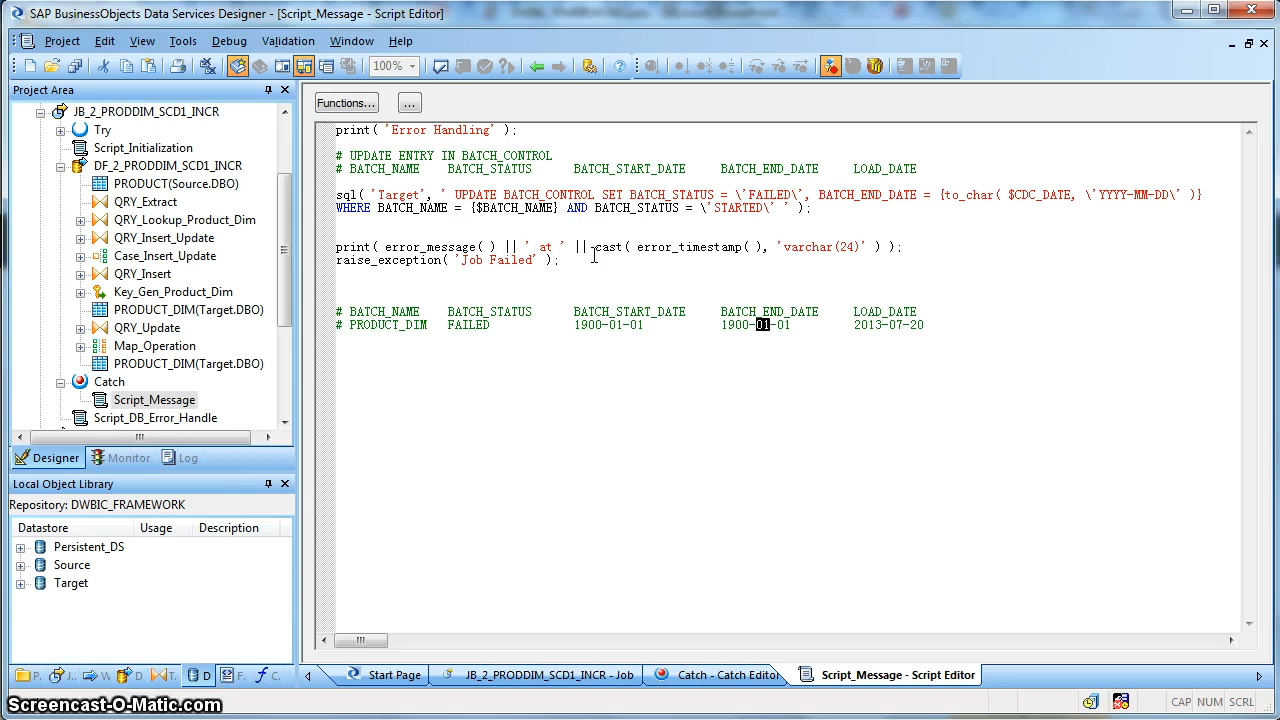 SAP BusinessObjects Data Services Designer - [Script_Message - Script Editor]
Project Edit View Tools Debug Validation Window Help
100%
Project Area
JB_2_PRODDIM_SCD1_INCR
Try
Script_Initialization
DF_2_PRODDIM_SCD1_INCR
PRODUCT(Source.DBO)
QRY_Extract
QRY_Lookup_Product_Dim
QRY_Insert_Update
Case_Insert_Update
QRY_Insert
Key_Gen_Product_Dim
PRODUCT_DIM(Target.DBO)
QRY_Update
Map_Operation
PRODUCT_DIM(Target.DBO)
Catch
Script_Message
Script_DB_Error_Handle
Designer Monitor Log
Local Object Library
Repository: DWBIC_FRAMEWORK
Datastore Usage Description
Persistent_DS
Source
Target
P. J. W D T. D F. C.
Functions... ...
print( 'Error Handling' );
# UPDATE ENTRY IN BATCH_CONTROL
# BATCH_NAME BATCH_STATUS BATCH_START_DATE BATCH_END_DATE LOAD_DATE
sql( 'Target', ' UPDATE BATCH_CONTROL SET BATCH_STATUS = \'FAILED\', BATCH_END_DATE = {to_char( $CDC_DATE, \'YYYY-MM-DD\' )}
WHERE BATCH_NAME = {$BATCH_NAME} AND BATCH_STATUS = \'STARTED\' ' );
print( error_message( ) || ' at ' || cast( error_timestamp( ), 'varchar(24)' ) );
raise_exception( 'Job Failed' );
# BATCH_NAME BATCH_STATUS BATCH_START_DATE BATCH_END_DATE LOAD_DATE
# PRODUCT_DIM FAILED 1900-01-01 1900-01-01 2013-07-20
Start Page JB_2_PRODDIM_SCD1_INCR - Job Catch - Catch Editor Script_Message - Script Editor
CAP NUM SCRL
Screencast-O-Matic.com